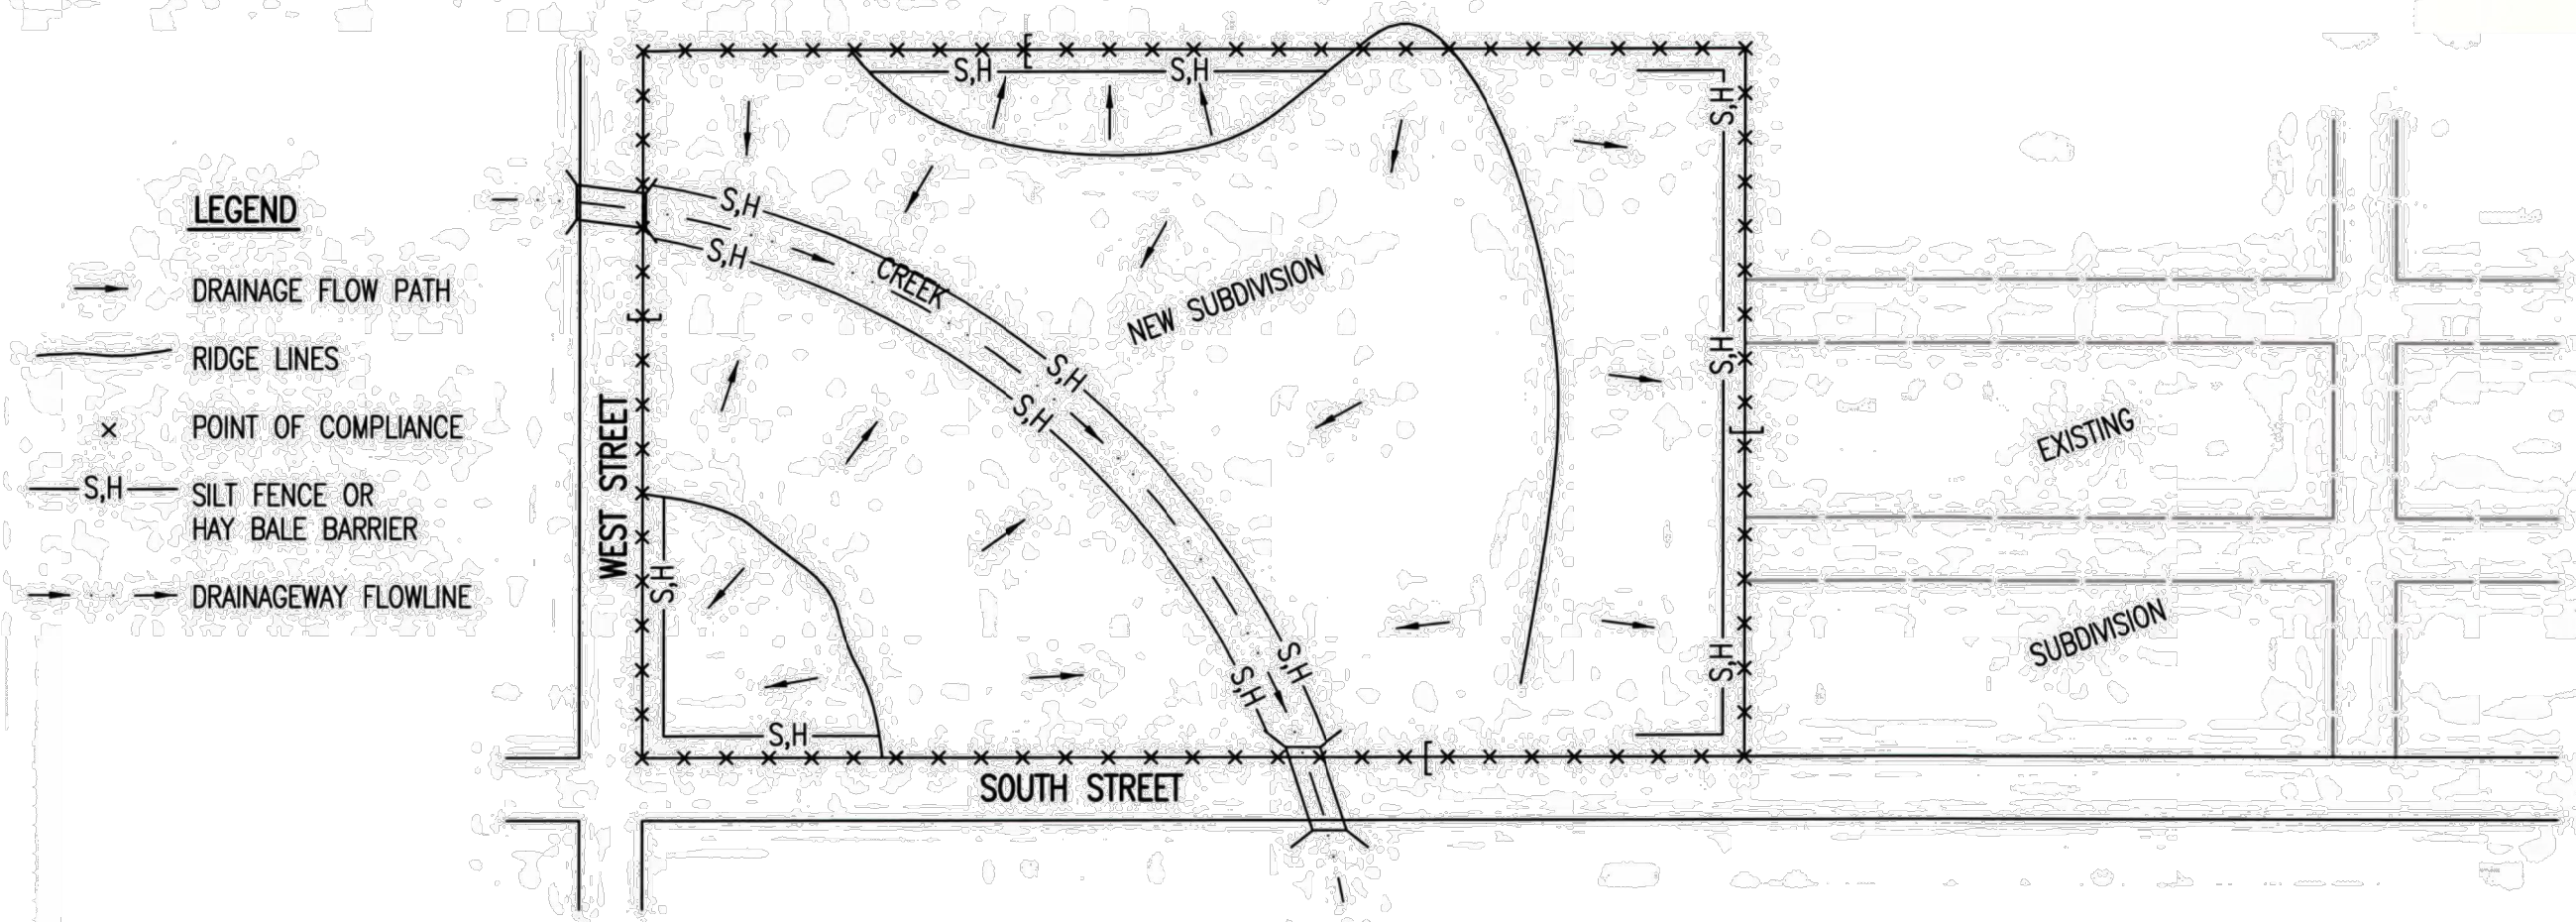 LEGEND
DRAINAGE FLOW PATH
RIDGE LINES
× POINT OF COMPLIANCE
S,H SILT FENCE OR
HAY BALE BARRIER
DRAINAGEWAY FLOWLINE
WEST STREET
S,H
S,H
S,H
S,H
CREEK
NEW SUBDIVISION
S,H
S,H
S,H
S,H
S,H
S,H
S,H
S,H
S,H
SOUTH STREET
EXISTING
SUBDIVISION